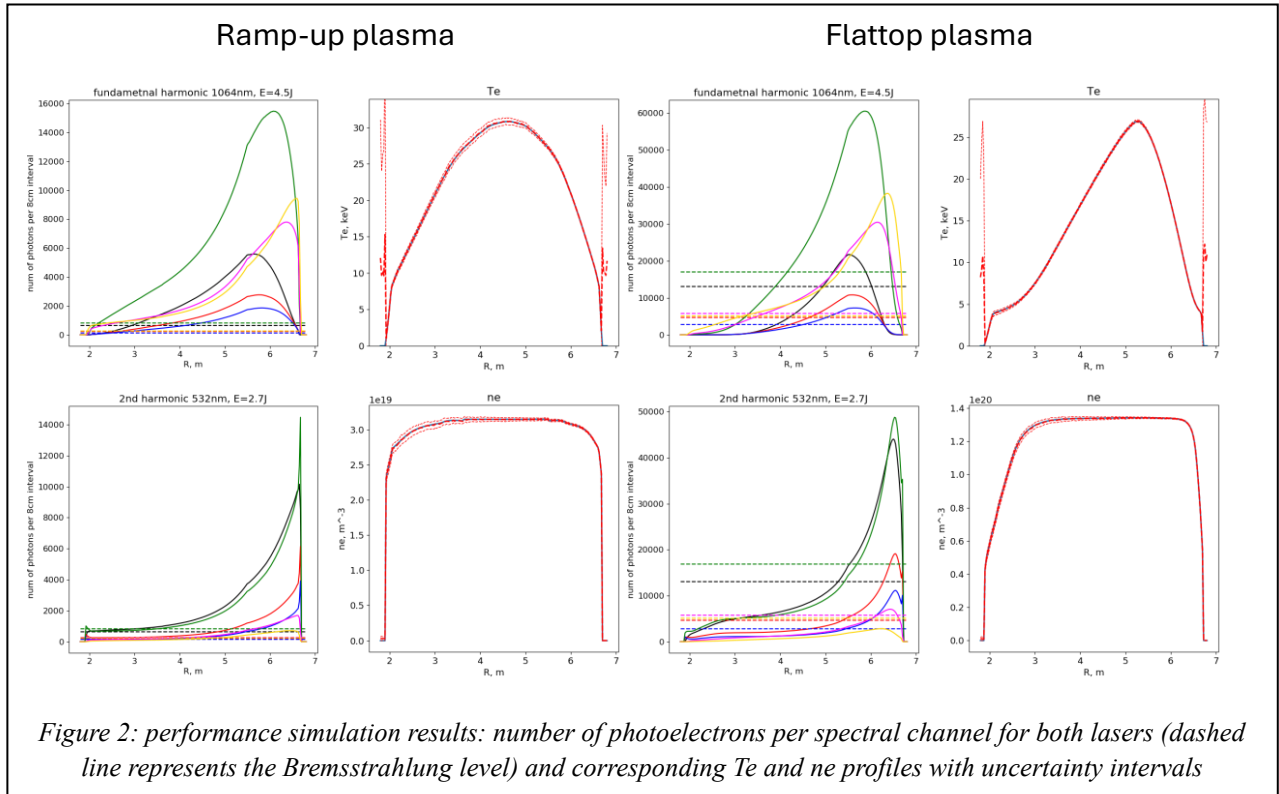 Ramp-up plasma
Flattop plasma
fundametnal harmonic 1064nm, E=4.5J
num of photons per 8cm interval
16000
14000
12000
10000
8000
6000
4000
2000
0
2 3 4 5 6 7
R, m
Te
Te, keV
30
25
20
15
10
5
0
2 3 4 5 6 7
R, m
fundametnal harmonic 1064nm, E=4.5J
num of photons per 8cm interval
60000
50000
40000
30000
20000
10000
0
2 3 4 5 6 7
R, m
Te
Te, keV
25
20
15
10
5
0
2 3 4 5 6 7
R, m
2nd harmonic 532nm, E=2.7J
num of photons per 8cm interval
14000
12000
10000
8000
6000
4000
2000
0
2 3 4 5 6 7
R, m
1e19
ne
ne, m^-3
3.0
2.5
2.0
1.5
1.0
0.5
0.0
2 3 4 5 6 7
R, m
2nd harmonic 532nm, E=2.7J
num of photons per 8cm interval
50000
40000
30000
20000
10000
0
2 3 4 5 6 7
R, m
1e20
ne
ne, m^-3
1.4
1.2
1.0
0.8
0.6
0.4
0.2
0.0
2 3 4 5 6 7
R, m
Figure 2: performance simulation results: number of photoelectrons per spectral channel for both lasers (dashed
line represents the Bremsstrahlung level) and corresponding Te and ne profiles with uncertainty intervals